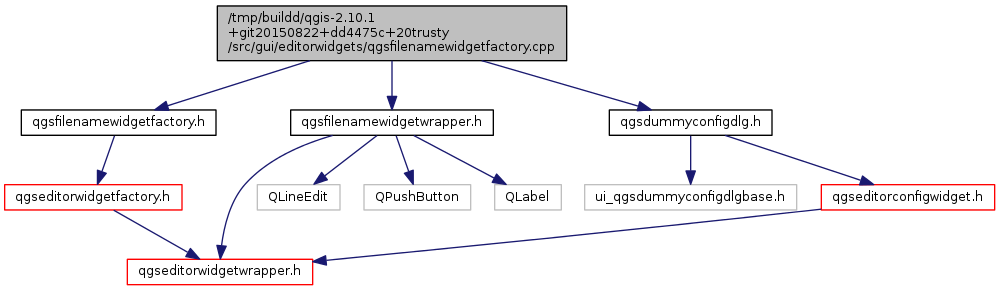 /tmp/buildd/qgis-2.10.1
+git20150822+dd4475c+20trusty
/src/gui/editorwidgets/qgsfilenamewidgetfactory.cpp
qgsfilenamewidgetfactory.h
qgsfilenamewidgetwrapper.h
qgsdummyconfigdlg.h
qgseditorwidgetfactory.h
QLineEdit
QPushButton
QLabel
ui_qgsdummyconfigdlgbase.h
qgseditorconfigwidget.h
qgseditorwidgetwrapper.h